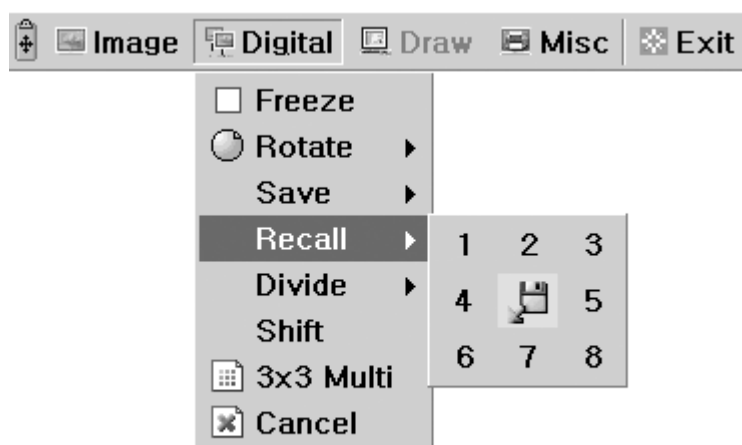 Image Digital Draw Misc Exit
Freeze
Rotate
Save
Recall
Divide
Shift
3x3 Multi
Cancel
1 2 3
4 5
6 7 8